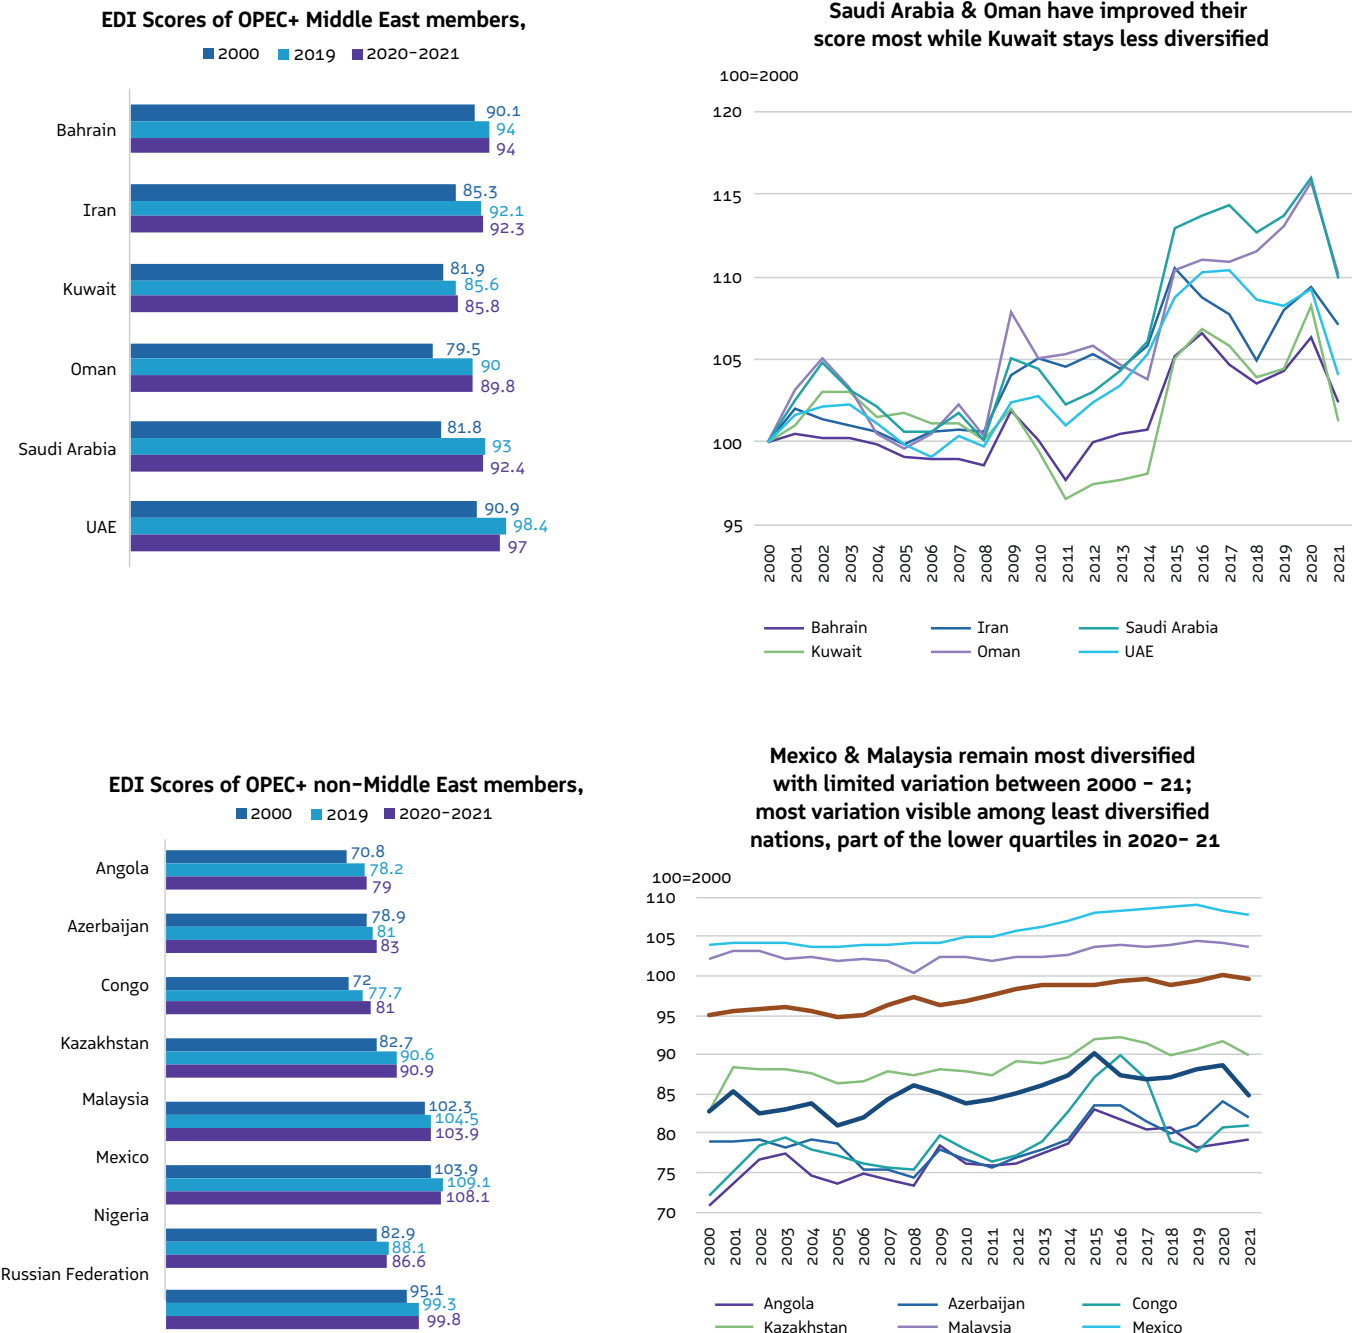 EDI Scores of OPEC+ Middle East members,
2000 2019 2020-2021
Bahrain
90.1
94
94
Iran
85.3
92.1
92.3
Kuwait
81.9
85.6
85.8
Oman
79.5
90
89.8
Saudi Arabia
81.8
93
92.4
UAE
90.9
98.4
97
Saudi Arabia & Oman have improved their
score most while Kuwait stays less diversified
100=2000
120
115
110
105
100
95
2000 2001 2002 2003 2004 2005 2006 2007 2008 2009 2010 2011 2012 2013 2014 2015 2016 2017 2018 2019 2020 2021
Bahrain Iran Saudi Arabia
Kuwait Oman UAE
EDI Scores of OPEC+ non-Middle East members,
2000 2019 2020-2021
Angola
70.8
78.2
79
Azerbaijan
78.9
81
83
Congo
72
77.7
81
Kazakhstan
82.7
90.6
90.9
Malaysia
102.3
104.5
103.9
Mexico
103.9
109.1
108.1
Nigeria
82.9
88.1
86.6
Russian Federation
95.1
99.3
99.8
Mexico & Malaysia remain most diversified
with limited variation between 2000 - 21;
most variation visible among least diversified
nations, part of the lower quartiles in 2020- 21
100=2000
110
105
100
95
90
85
80
75
70
2000 2001 2002 2003 2004 2005 2006 2007 2008 2009 2010 2011 2012 2013 2014 2015 2016 2017 2018 2019 2020 2021
Angola Azerbaijan Congo
Kazakhstan Malaysia Mexico